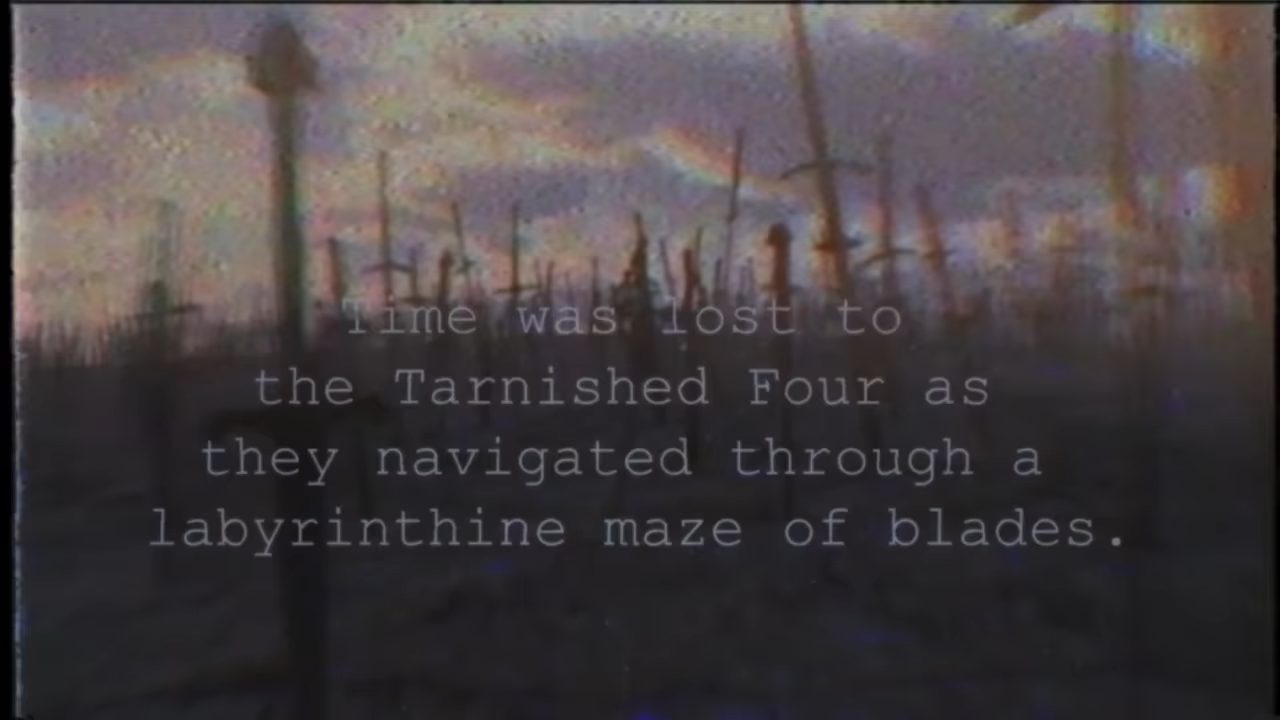 Time was lost to
the Tarnished Four as
they navigated through a
labyrinthine maze of blades.